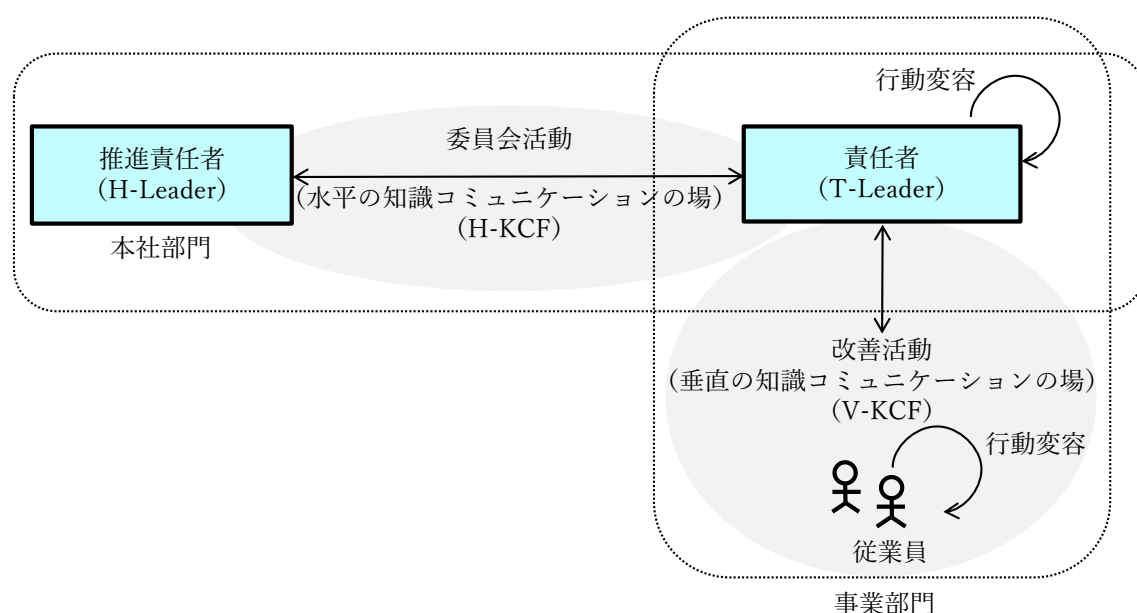 行動変容
推進責任者
(H-Leader)
本社部門
委員会活動
(水平の知識コミュニケーションの場)
(H-KCF)
責任者
(T-Leader)
改善活動
(垂直の知識コミュニケーションの場)
(V-KCF)
行動変容
従業員
事業部門